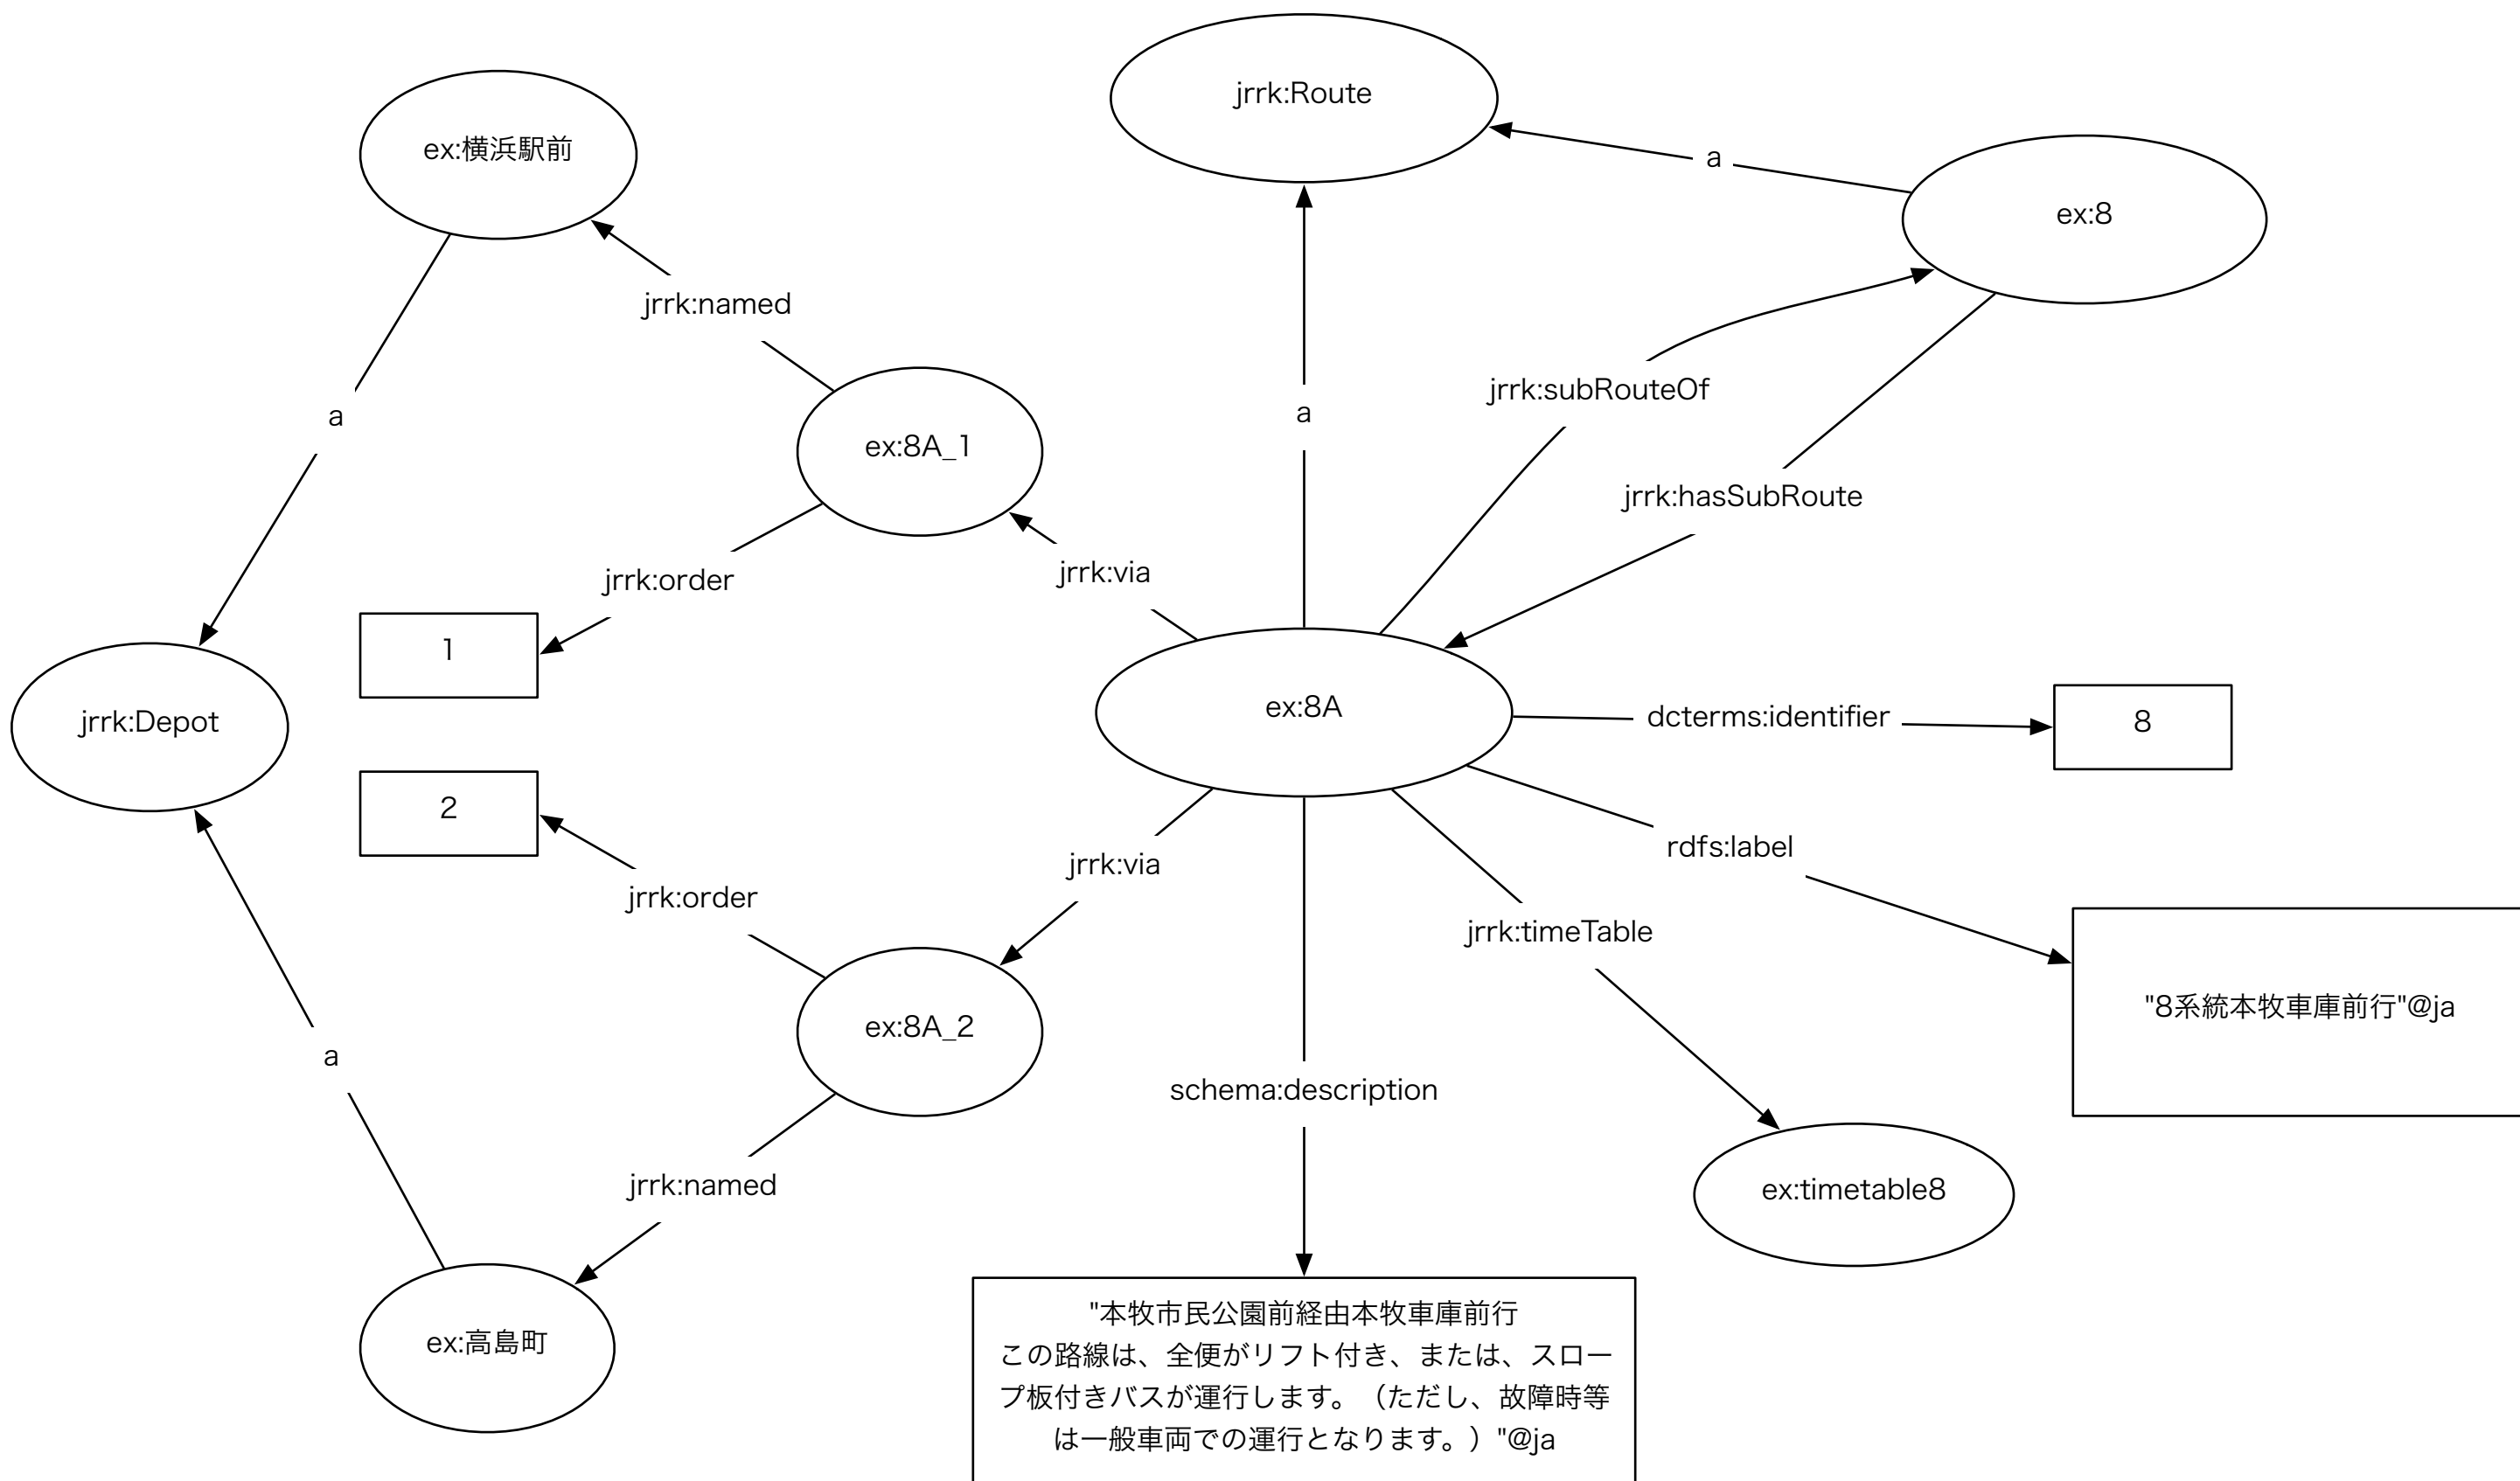 jrrk:Route
ex:横浜駅前
a
ex:8
jrrk:named
jrrk:subRouteOf
a
a
ex:8A_1
jrrk:hasSubRoute
jrrk:order
jrrk:via
1
ex:8A
jrrk:Depot
dcterms:identifier
8
2
rdfs:label
jrrk:via
jrrk:order
jrrk:timeTable
"8系統本牧車庫前行"@ja
ex:8A_2
a
schema:description
jrrk:named
ex:timetable8
ex:高島町
"本牧市民公園前経由本牧車庫前行
この路線は、全便がリフト付き、または、スロー
プ板付きバスが運行します。（ただし、故障時等
は一般車両での運行となります。）"@ja